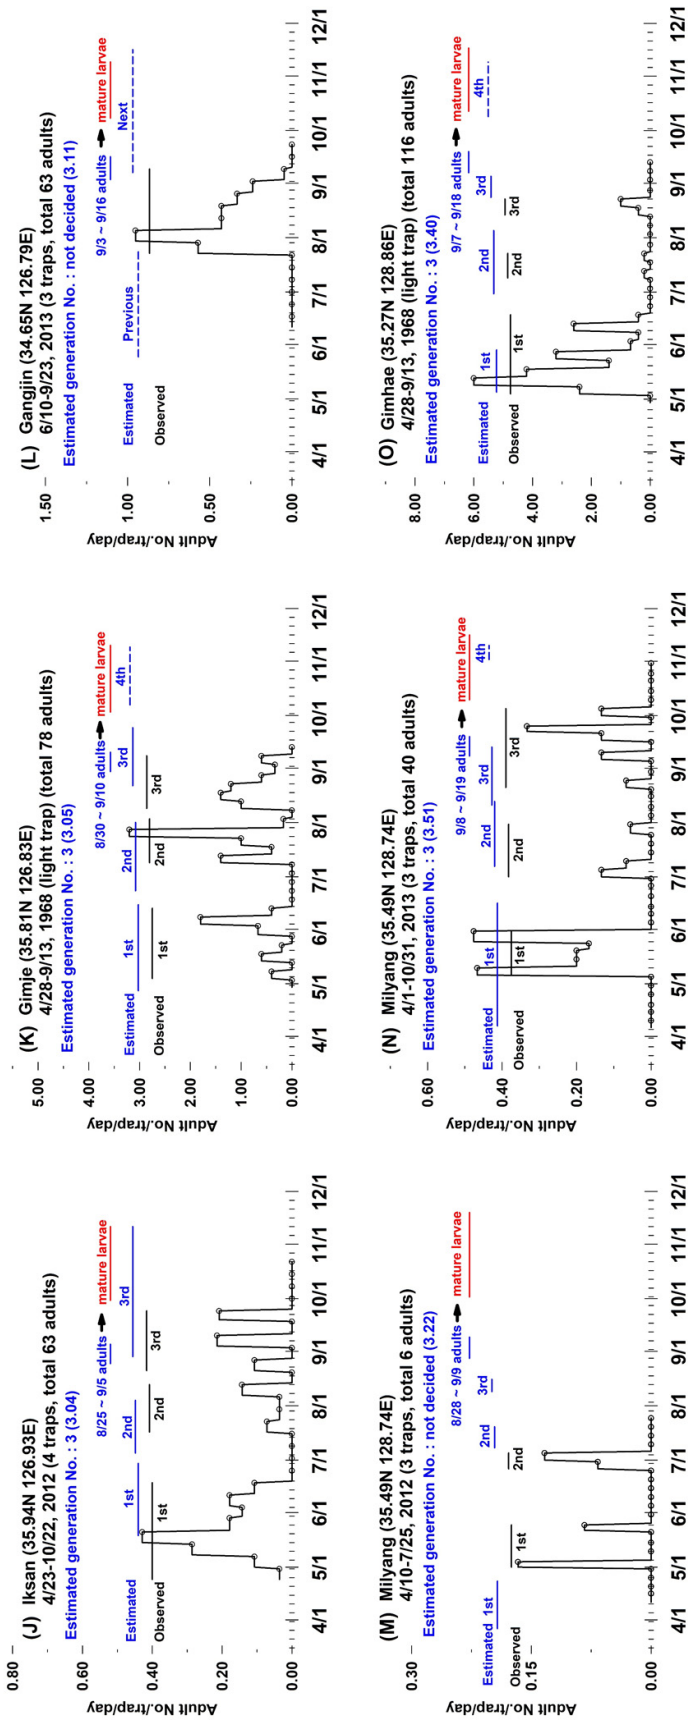 (J) Iksan (35.94N 126.93E)
4/23-10/22, 2012 (4 traps, total 63 adults)
Estimated generation No. : 3 (3.04)
8/25 ~ 9/5 adults mature larvae
Estimated 1st 2nd 3rd
Observed 1st 2nd 3rd
Adult No./trap/day
0.80
0.60
0.40
0.20
0.00
4/1 5/1 6/1 7/1 8/1 9/1 10/1 11/1 12/1
(K) Gimje (35.81N 126.83E)
4/28-9/13, 1968 (light trap) (total 78 adults)
Estimated generation No. : 3 (3.05)
8/30 ~ 9/10 adults mature larvae
Estimated 1st 2nd 3rd 4th
Observed 1st 2nd 3rd
Adult No./trap/day
5.00
4.00
3.00
2.00
1.00
0.00
4/1 5/1 6/1 7/1 8/1 9/1 10/1 11/1 12/1
(L) Gangjin (34.65N 126.79E)
6/10-9/23, 2013 (3 traps, total 63 adults)
Estimated generation No. : not decided (3.11)
9/3 ~ 9/16 adults mature larvae
Estimated Previous Next
Observed
Adult No./trap/day
1.50
1.00
0.50
0.00
4/1 5/1 6/1 7/1 8/1 9/1 10/1 11/1 12/1
(M) Milyang (35.49N 128.74E)
4/10-7/25, 2012 (3 traps, total 6 adults)
Estimated generation No. : not decided (3.22)
8/28 ~ 9/9 adults mature larvae
Estimated 1st 2nd 3rd
Observed 1st 2nd
Adult No./trap/day
0.30
0.15
0.00
4/1 5/1 6/1 7/1 8/1 9/1 10/1 11/1 12/1
(N) Milyang (35.49N 128.74E)
4/1-10/31, 2013 (3 traps, total 40 adults)
Estimated generation No. : 3 (3.51)
9/8 ~ 9/19 adults mature larvae
Estimated 1st 2nd 3rd 4th
Observed 1st 2nd 3rd
Adult No./trap/day
0.60
0.40
0.20
0.00
4/1 5/1 6/1 7/1 8/1 9/1 10/1 11/1 12/1
(O) Gimhae (35.27N 128.86E)
4/28-9/13, 1968 (light trap) (total 116 adults)
Estimated generation No. : 3 (3.40)
9/7 ~ 9/18 adults mature larvae
Estimated 1st 2nd 3rd 4th
Observed 1st 2nd 3rd
Adult No./trap/day
8.00
6.00
4.00
2.00
0.00
4/1 5/1 6/1 7/1 8/1 9/1 10/1 11/1 12/1